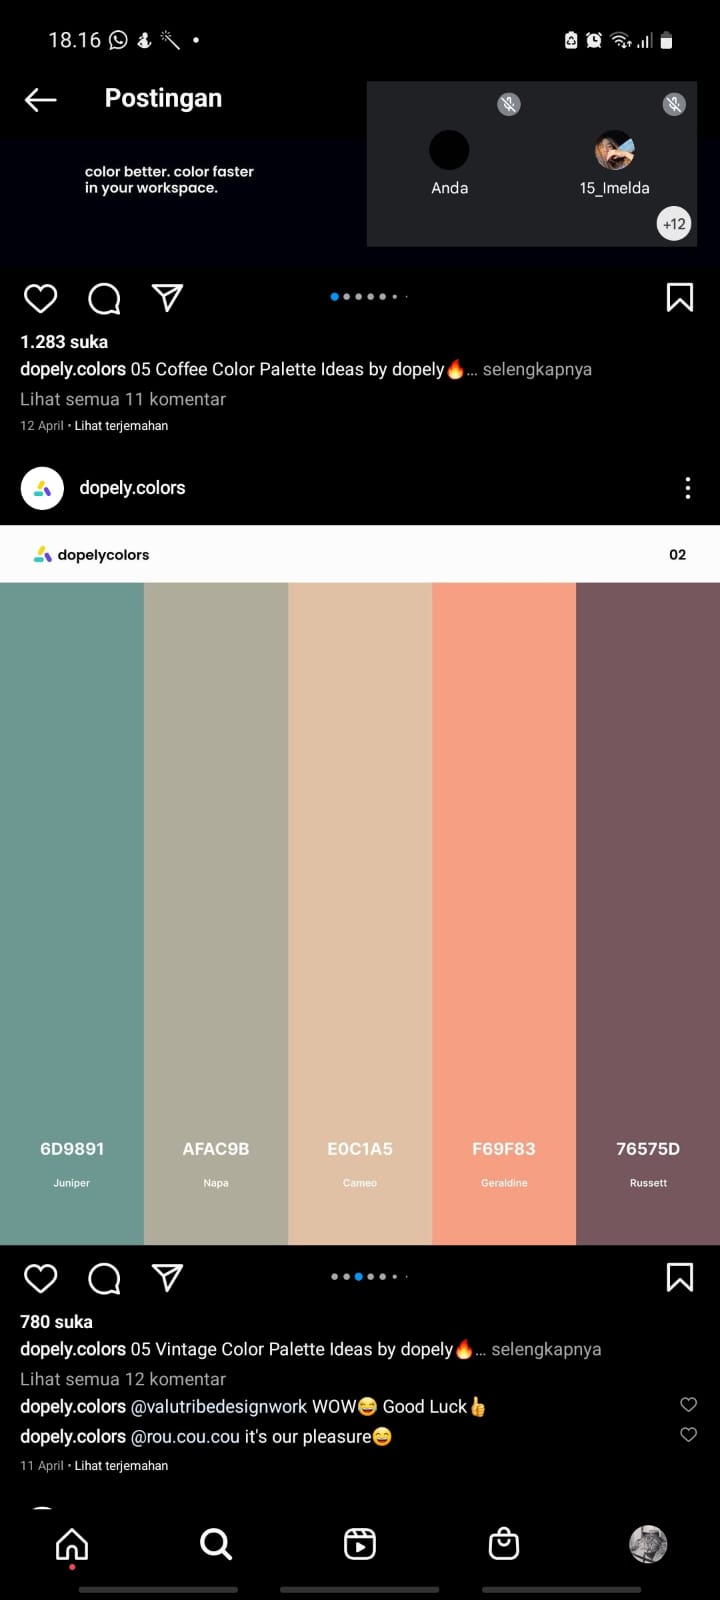 18.16
Postingan
color better. color faster
in your workspace.
Anda
15_Imelda
+12
1.283 suka
dopely.colors 05 Coffee Color Palette Ideas by dopely🔥... selengkapnya
Lihat semua 11 komentar
12 April • Lihat terjemahan
dopely.colors
dopelycolors
02
6D9891
AFAC9B
E0C1A5
F69F83
76575D
Juniper
Napa
Cameo
Geraldine
Russett
780 suka
dopely.colors 05 Vintage Color Palette Ideas by dopely🔥... selengkapnya
Lihat semua 12 komentar
dopely.colors @valutribedesignwork WOW😅 Good Luck👍
dopely.colors @rou.cou.cou it's our pleasure😅
11 April • Lihat terjemahan